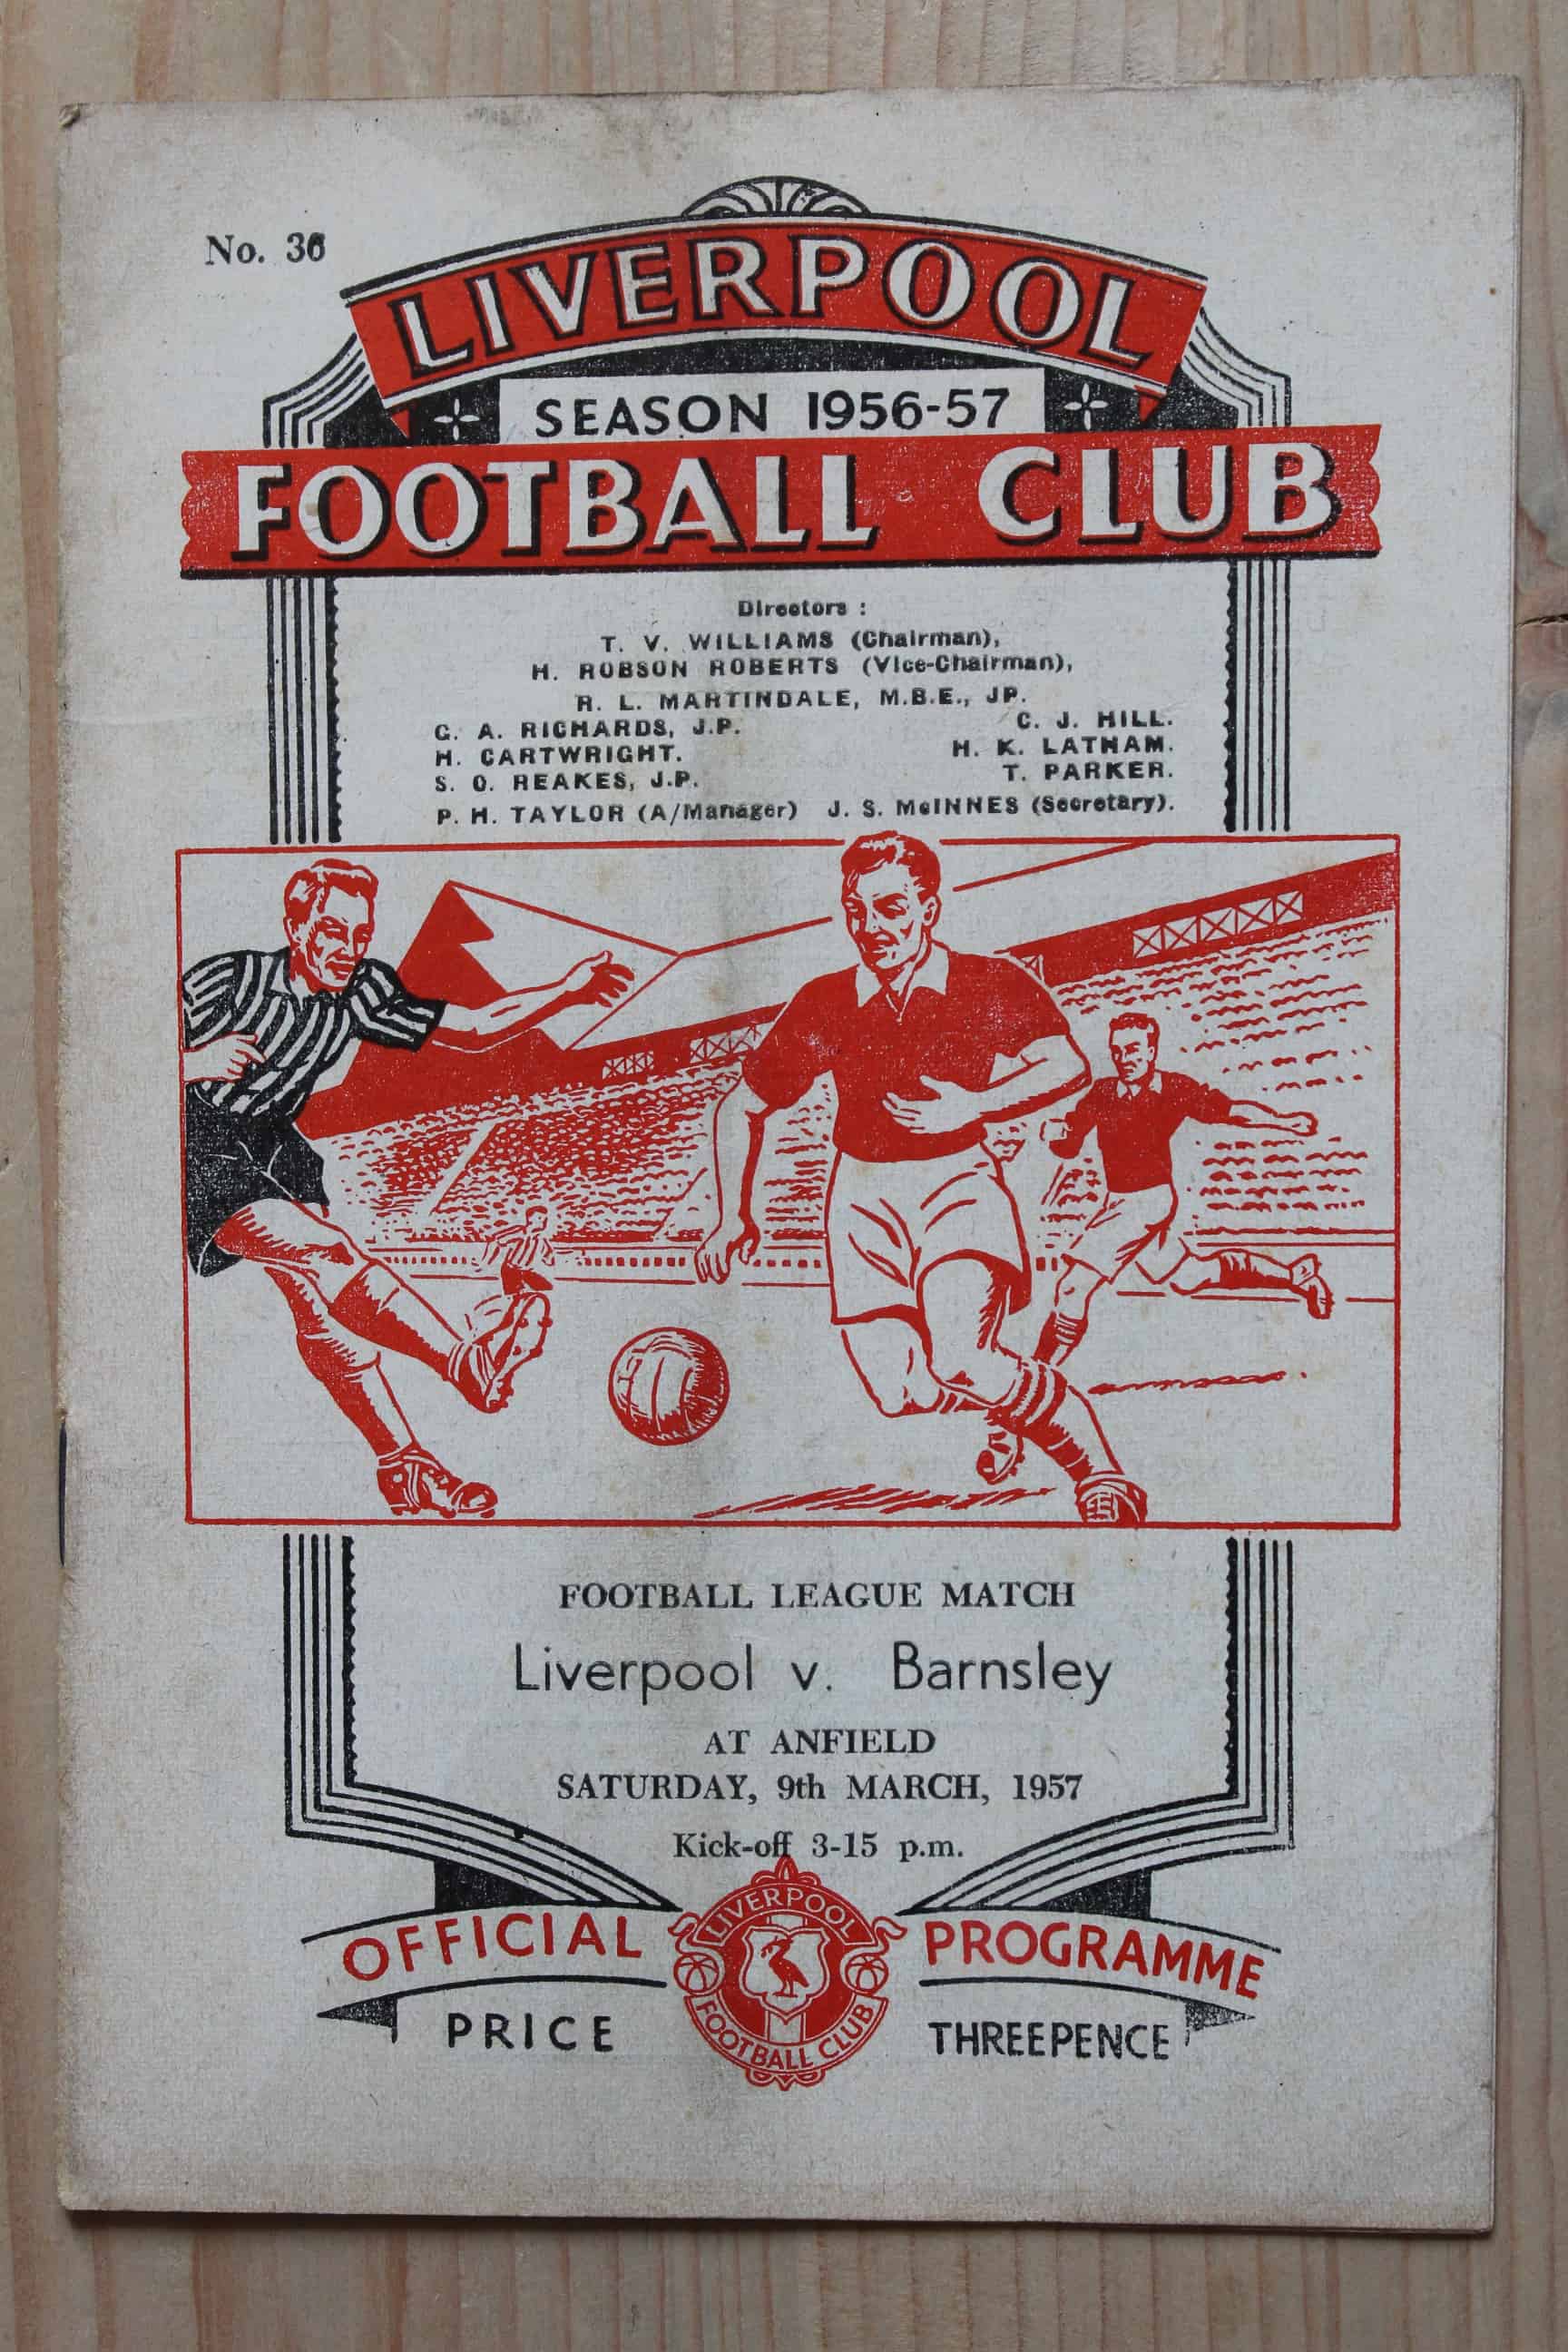 No. 36
LIVERPOOL
SEASON 1956-57
FOOTBALL CLUB
Directors :
T. V. WILLIAMS (Chairman),
H. ROBSON ROBERTS (Vice-Chairman),
R. L. MARTINDALE, M.B.E., JP.
G. A. RICHARDS, J.P. C. J. HILL.
H. CARTWRIGHT. H. K. LATHAM.
S. O. REAKES, J.P. T. PARKER.
P. H. TAYLOR (A/Manager) J. S. McINNES (Secretary).
FOOTBALL LEAGUE MATCH
Liverpool v. Barnsley
AT ANFIELD
SATURDAY, 9th MARCH, 1957
Kick-off 3-15 p.m.
OFFICIAL PROGRAMME
LIVERPOOL
FOOTBALL CLUB
PRICE THREEPENCE